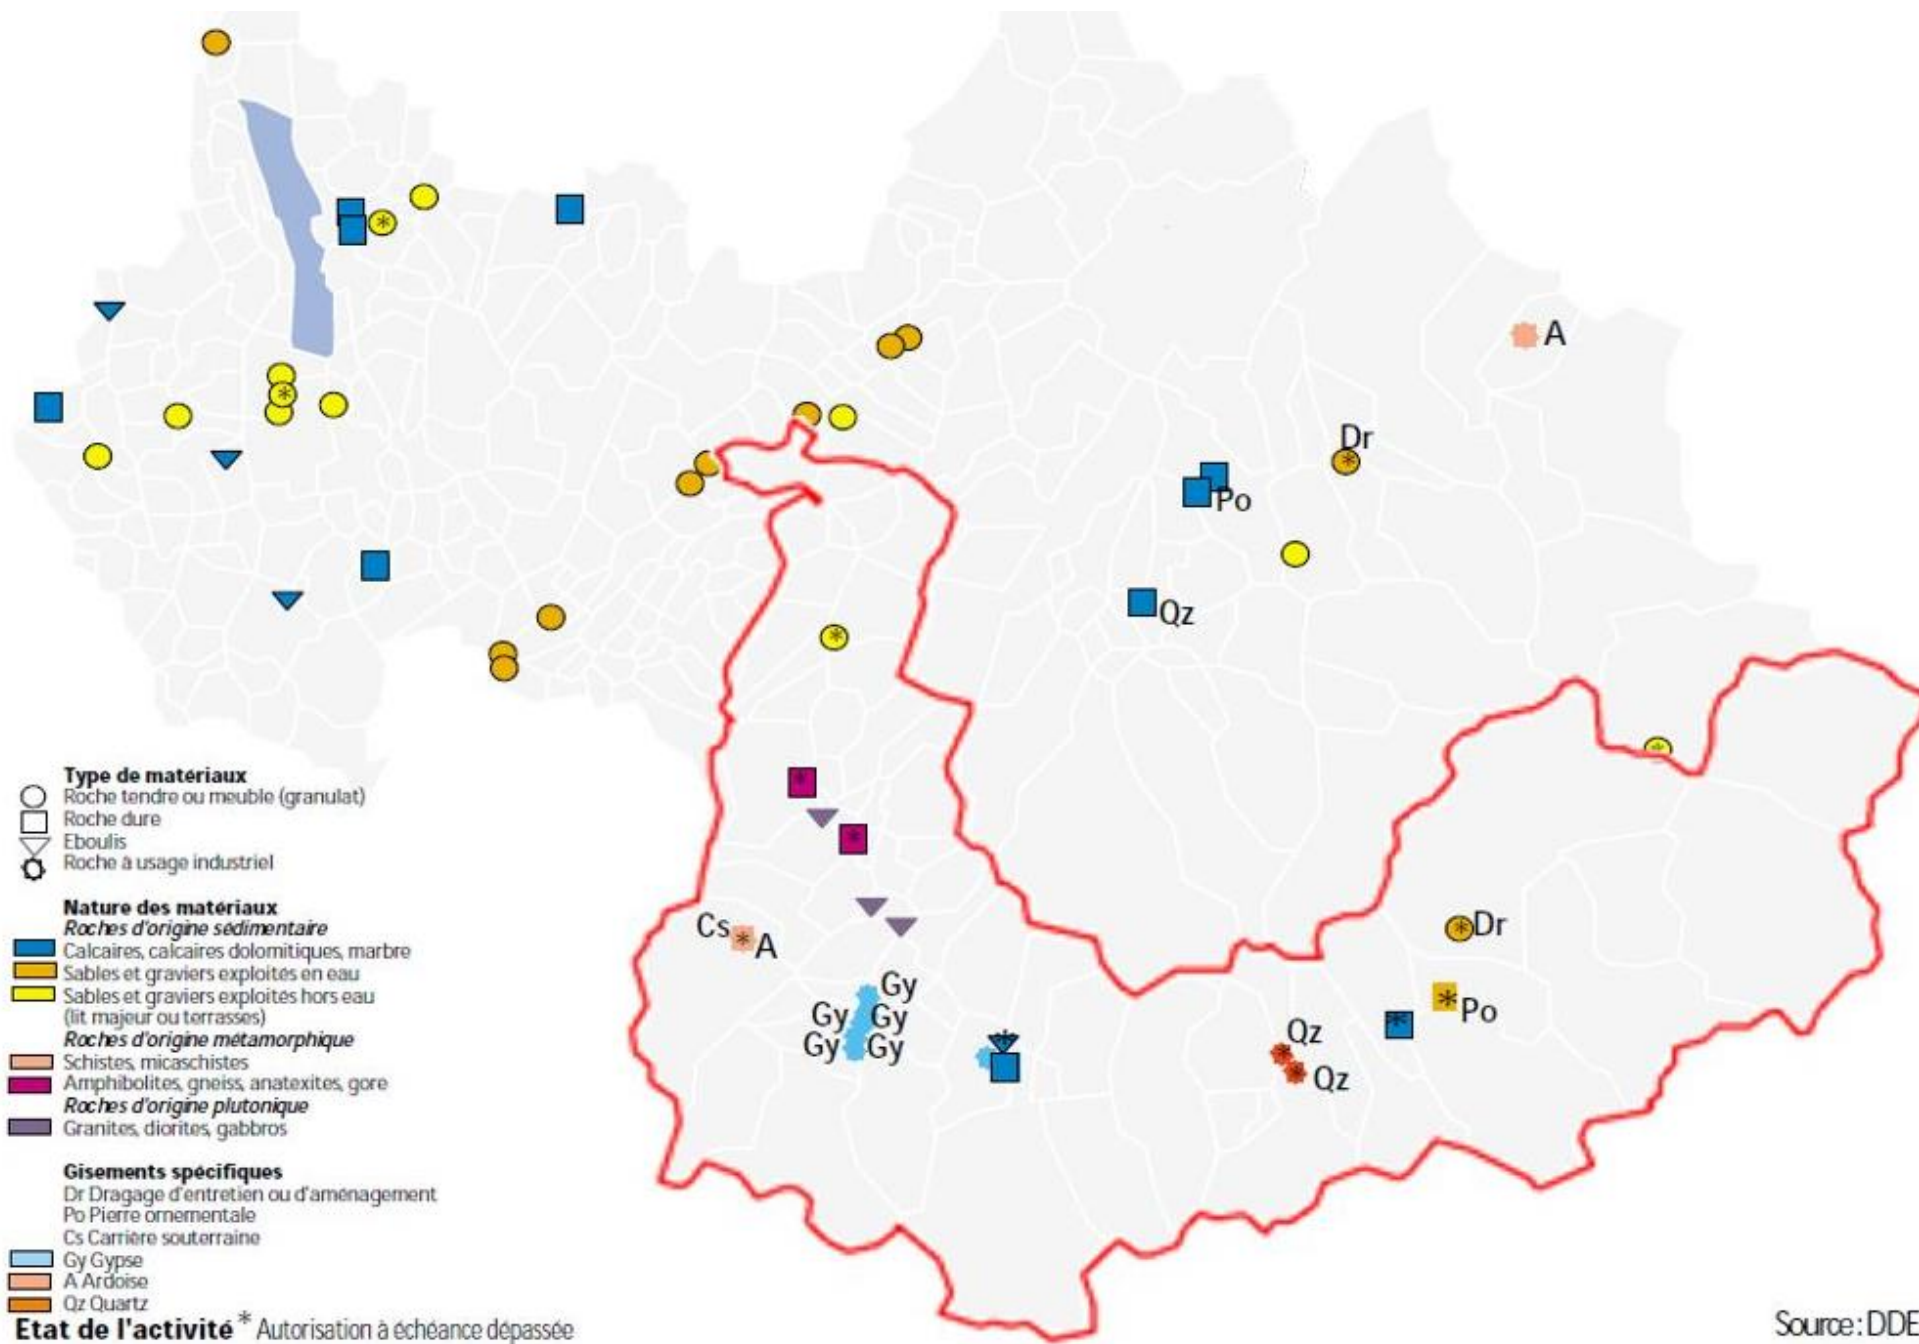 A
Dr
*
Po
Qz
*
*
*
*
*
*
Type de matériaux
Roche tendre ou meuble (granulat)
Roche dure
Eboulis
Roche à usage industriel
Nature des matériaux
Roches d'origine sédimentaire
Calcaires, calcaires dolomitiques, marbre
Sables et graviers exploités en eau
Sables et graviers exploités hors eau
(lit majeur ou terrasses)
Roches d'origine métamorphique
Schistes, micaschistes
Amphibolites, gneiss, anatexites, gore
Roches d'origine plutonique
Granites, diorites, gabbros
Gisements spécifiques
Dr Dragage d'entretien ou d'aménagement
Po Pierre ornementale
Cs Carrière souterraine
Gy Gypse
A Ardoise
Qz Quartz
Etat de l'activité * Autorisation à échéance dépassée
Cs * A
Gy
Gy Gy
Gy Gy
*
* Dr
* Po
*
Qz
*
* Qz
Source: DDE